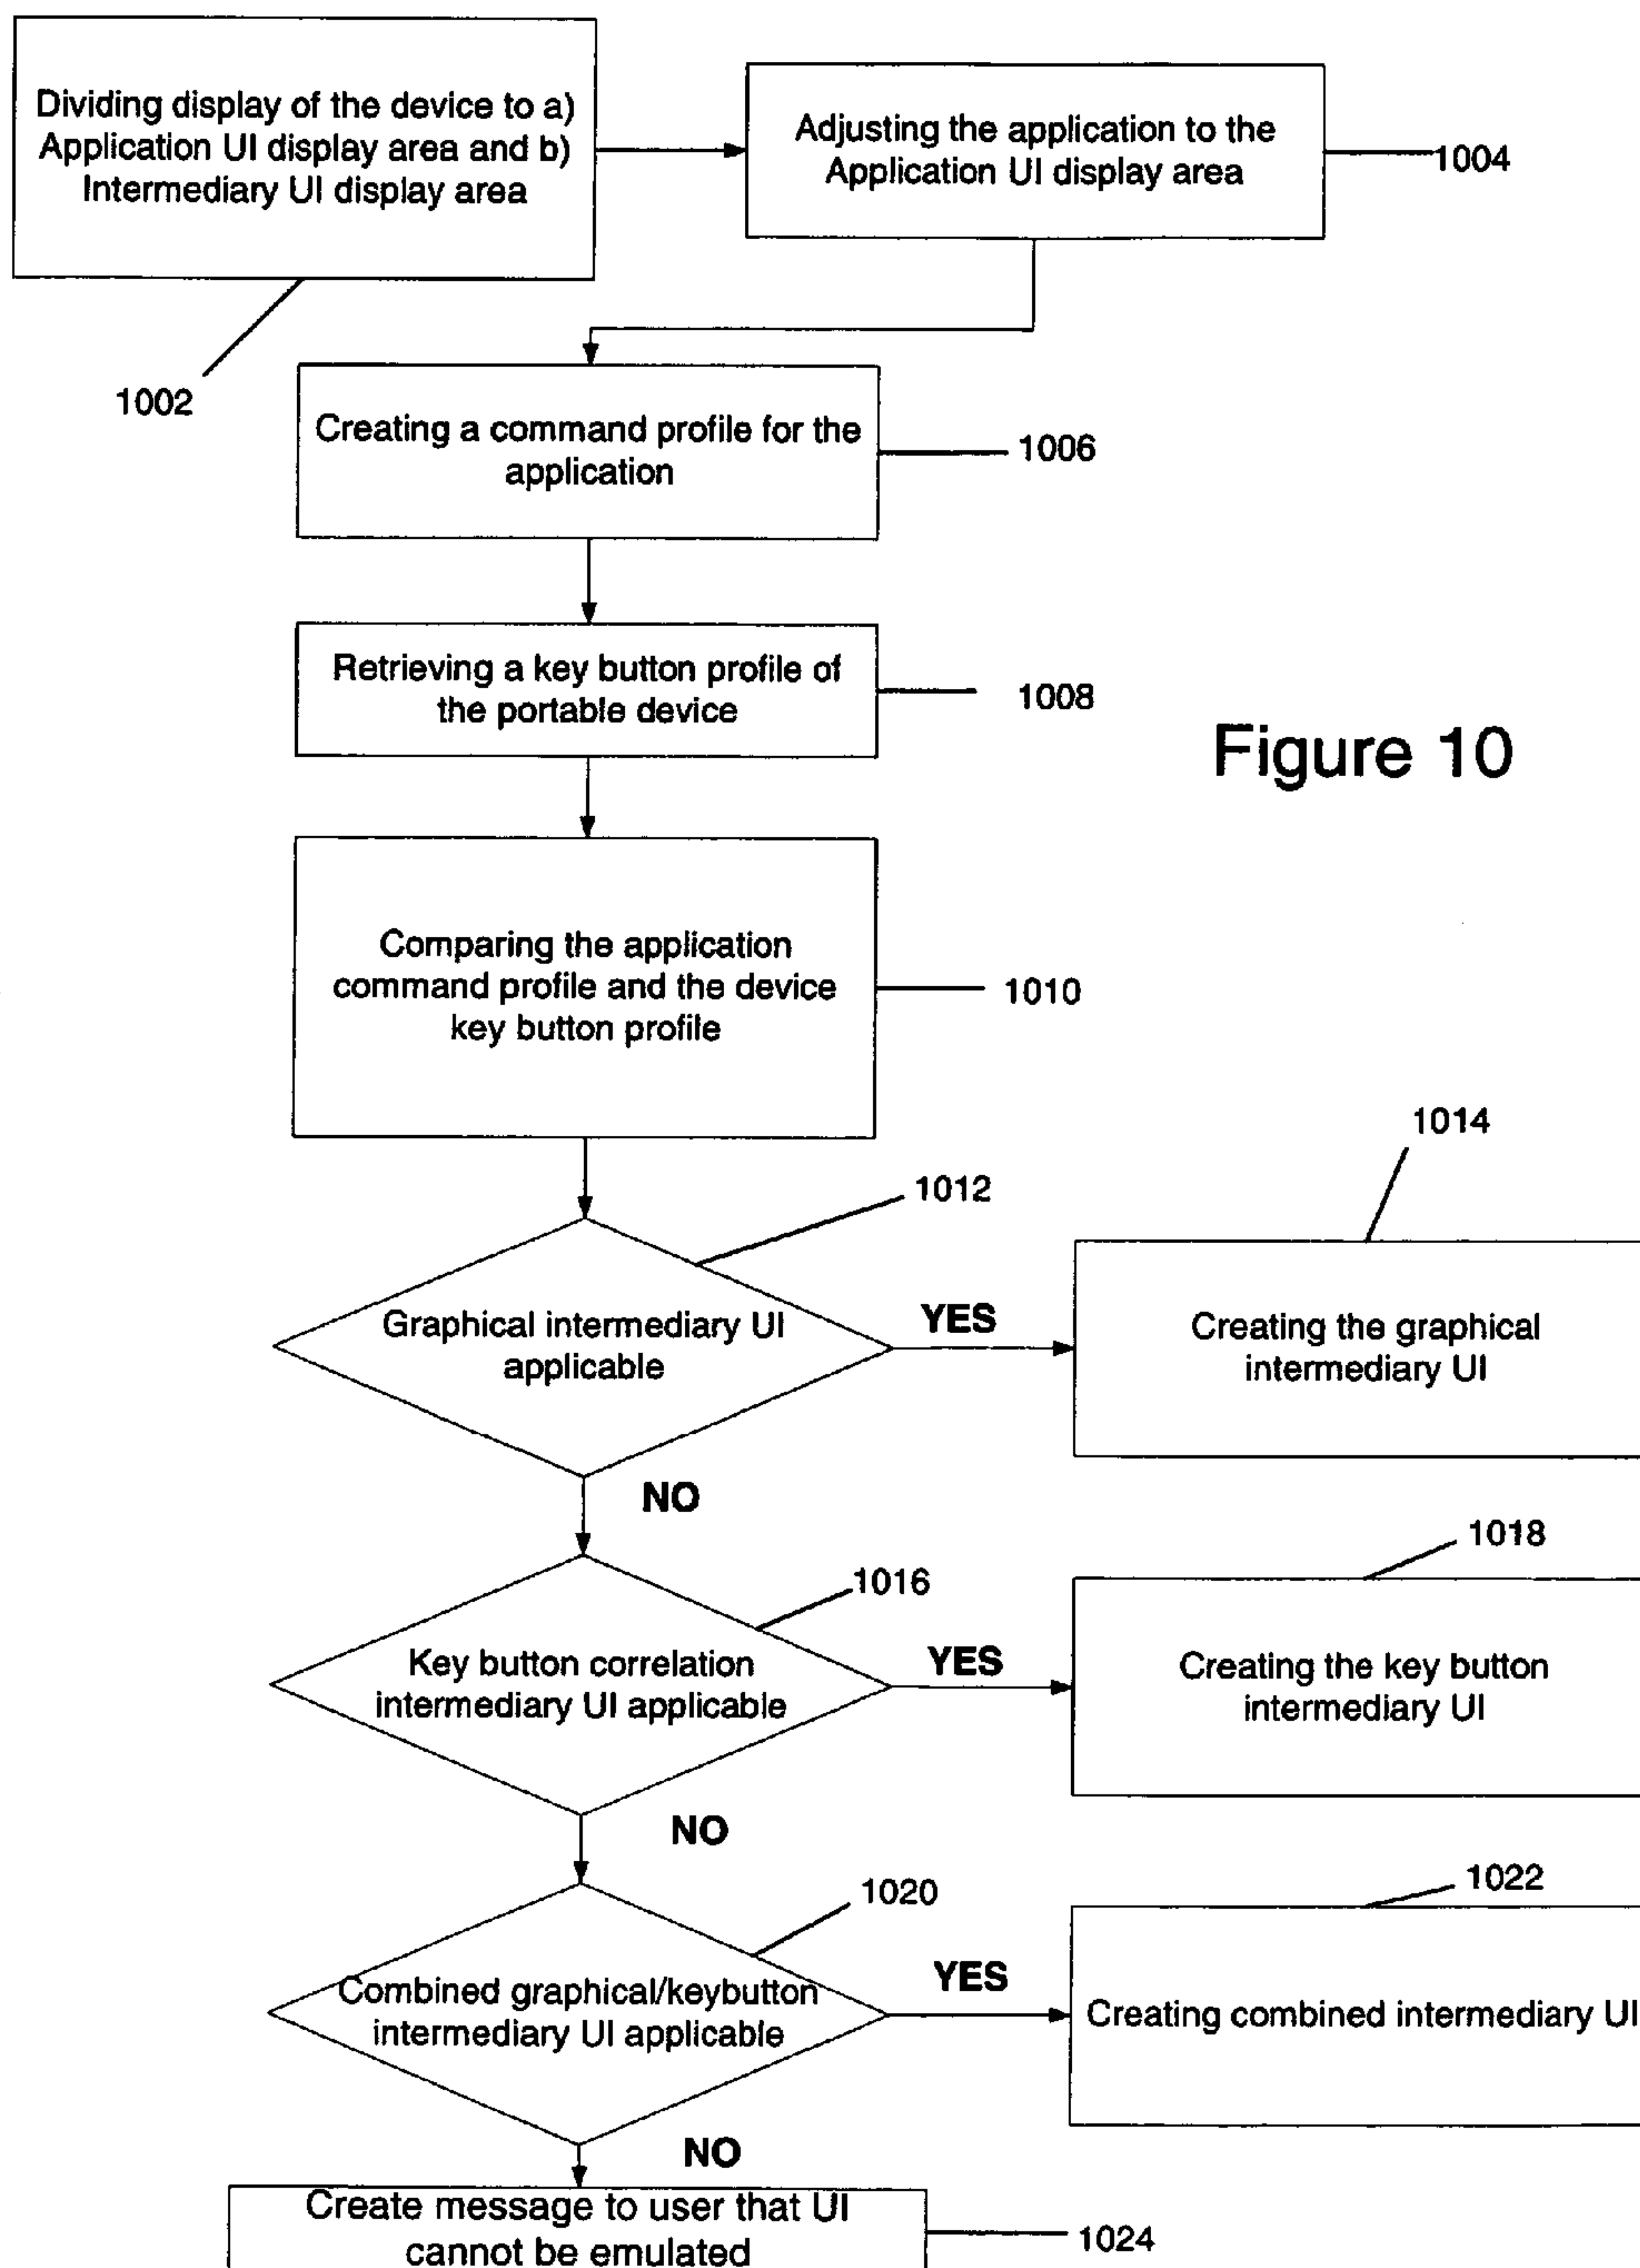 Dividing display of the device to a)
Application UI display area and b)
Intermediary UI display area
Adjusting the application to the
Application UI display area
1004
1002
Creating a command profile for the
application
1006
Retrieving a key button profile of
the portable device
1008
Figure 10
Comparing the application
command profile and the device
key button profile
1010
1014
1012
Graphical intermediary UI
applicable
YES
Creating the graphical
intermediary UI
NO
1018
1016
Key button correlation
intermediary UI applicable
YES
Creating the key button
intermediary UI
NO
1022
1020
Combined graphical/keybutton
intermediary UI applicable
YES
Creating combined intermediary UI
NO
Create message to user that UI
cannot be emulated
1024